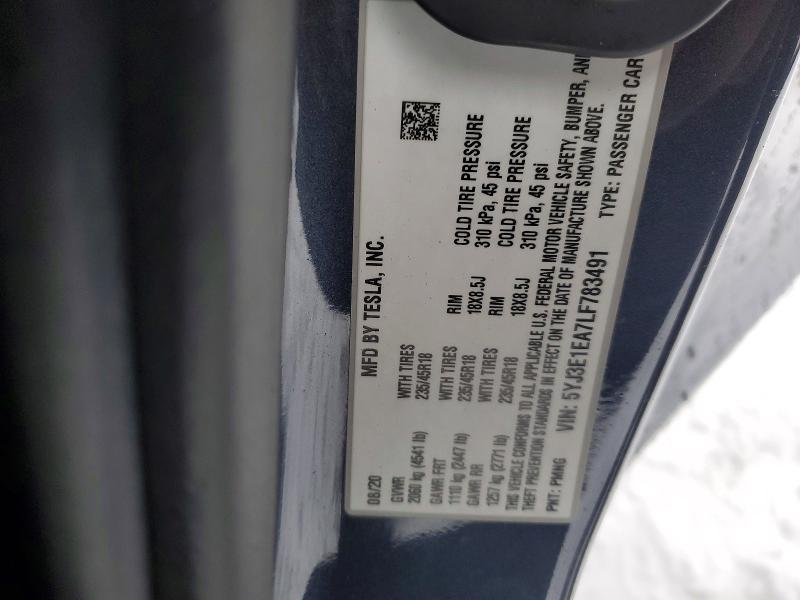 MFD BY TESLA, INC.
08/20
GVWR
2060 kg (4541 lb)
GAWR FRT WITH TIRES RIM COLD TIRE PRESSURE
1110 kg (2447 lb) 235/45R18 18X8.5J 310 kPa, 45 psi
GAWR RR WITH TIRES RIM COLD TIRE PRESSURE
1257 kg (2771 lb) 235/45R18 18X8.5J 310 kPa, 45 psi
THIS VEHICLE CONFORMS TO ALL APPLICABLE U.S. FEDERAL MOTOR VEHICLE SAFETY, BUMPER, AND
THEFT PREVENTION STANDARDS IN EFFECT ON THE DATE OF MANUFACTURE SHOWN ABOVE.
PNT: PMNG VIN: 5YJ3E1EA7LF783491 TYPE: PASSENGER CAR